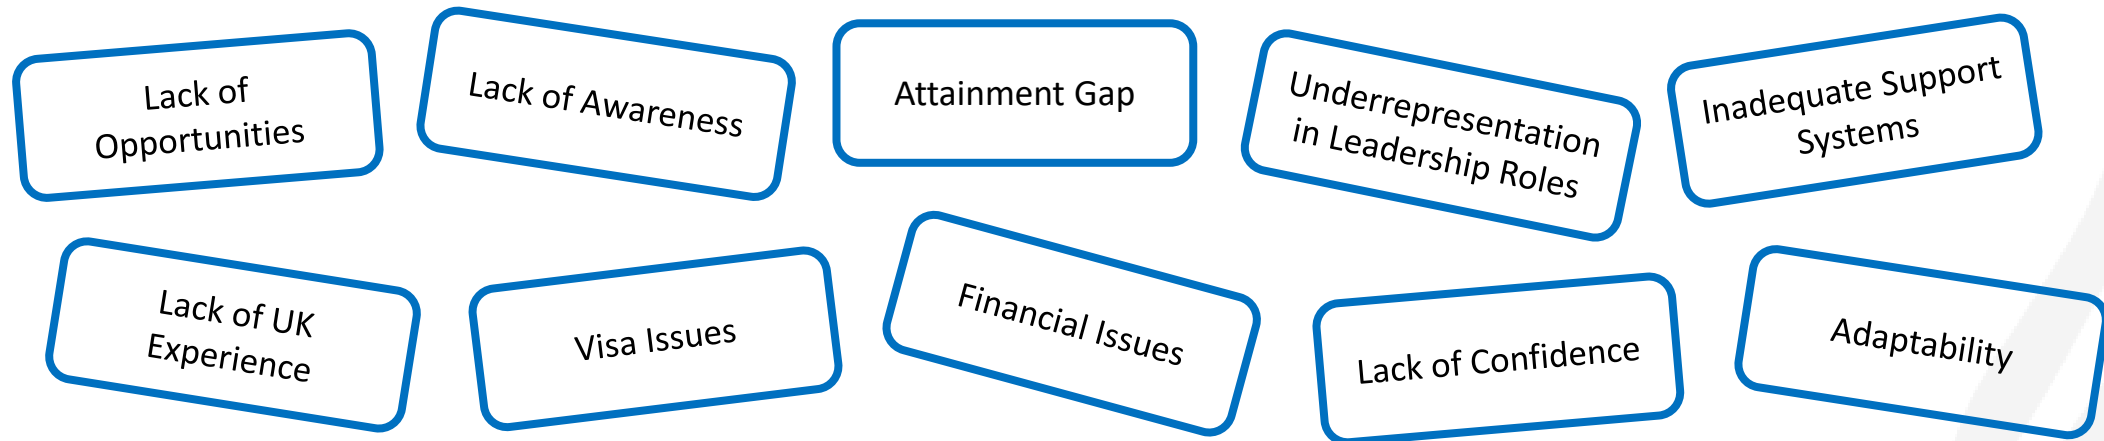 Lack of
Opportunities
Lack of Awareness
Attainment Gap
Underrepresentation
in Leadership Roles
Inadequate Support
Systems
Lack of UK
Experience
Visa Issues
Financial Issues
Lack of Confidence
Adaptability